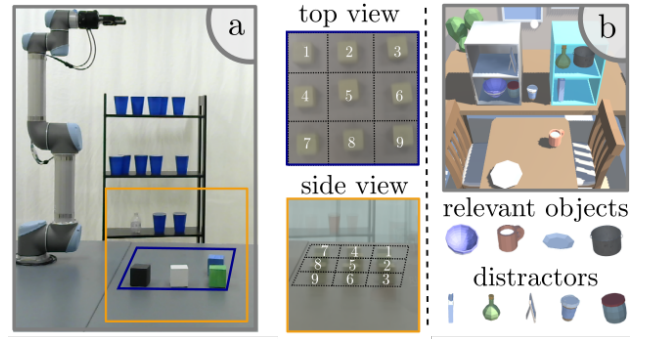 a
top view
1 2 3
4 5 6
7 8 9
side view
7 4 1
8 5 2
9 6 3
b
relevant objects
distractors